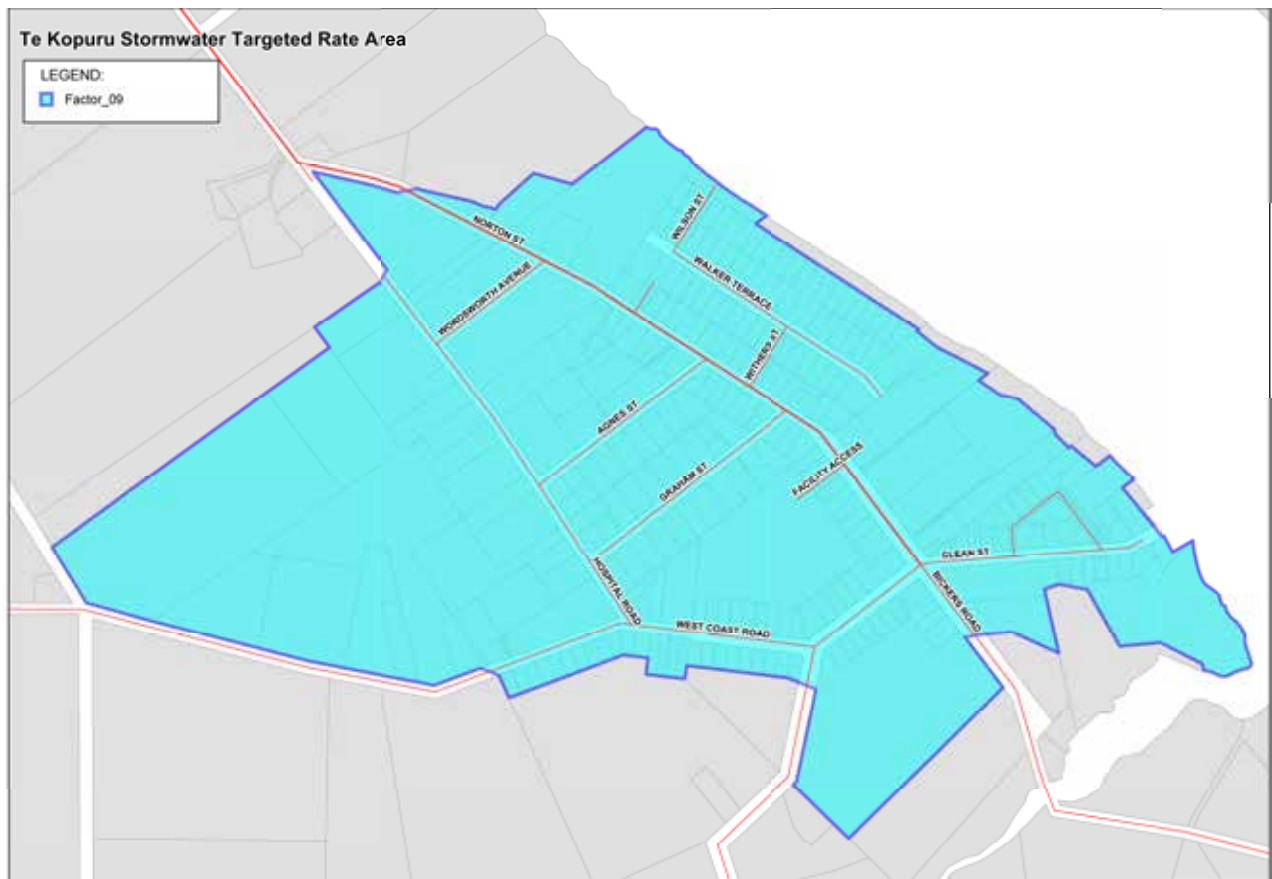 Te Kopuru Stormwater Targeted Rate Area
LEGEND:
Factor_09
WILSON ST
NORTON ST
WALKER TERRACE
WORDSWORTH AVENUE
WITHERS ST
AGNES ST
GRAHAM ST
FACILITY ACCESS
CLEAN ST
HOSPITAL ROAD
BICKERS ROAD
WEST COAST ROAD